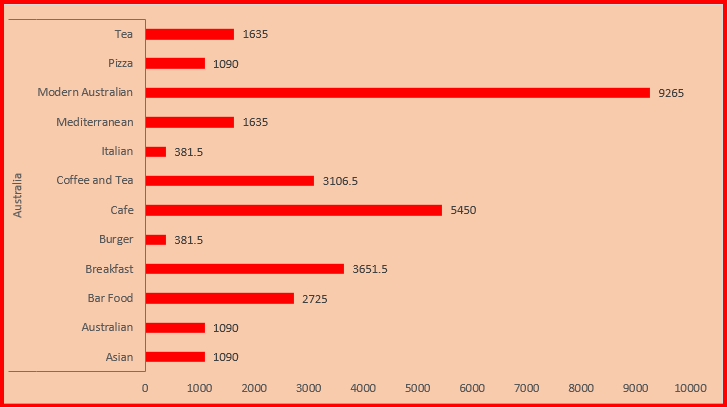 Tea 1635
Pizza 1090
Modern Australian 9265
Mediterranean 1635
Italian 381.5
Coffee and Tea 3106.5
Australia
Cafe 5450
Burger 381.5
Breakfast 3651.5
Bar Food 2725
Australian 1090
Asian 1090
0 1000 2000 3000 4000 5000 6000 7000 8000 9000 10000